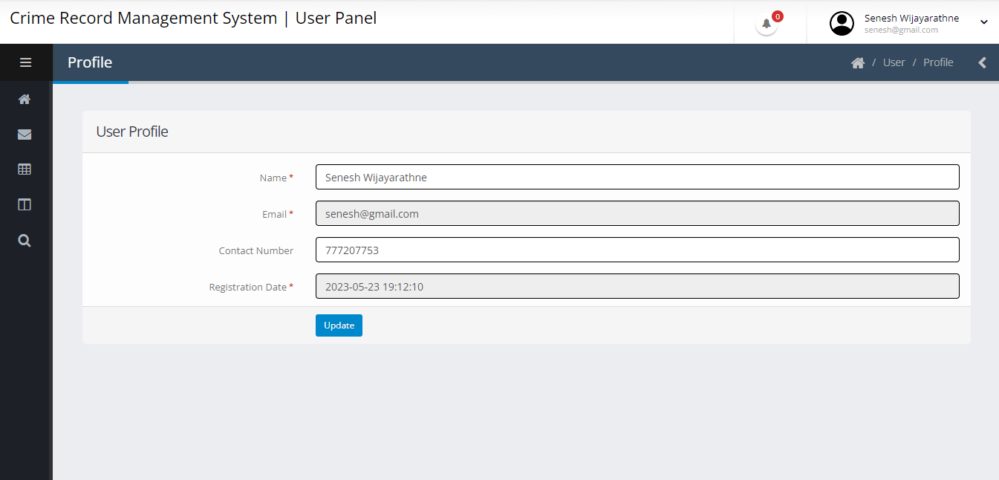 Crime Record Management System | User Panel
0
Senesh Wijayarathne
senesh@gmail.com
Profile
/ User / Profile
User Profile
Name *
Senesh Wijayarathne
Email *
senesh@gmail.com
Contact Number
777207753
Registration Date *
2023-05-23 19:12:10
Update